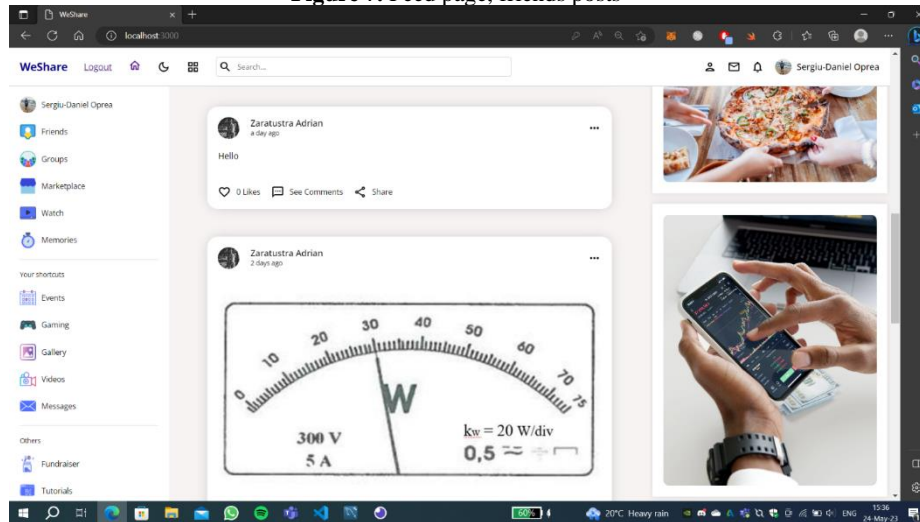 Figure 7. Feed page, friends posts
WeShare
localhost:3000
WeShare Logout Search... Sergiu-Daniel Oprea
Sergiu-Daniel Oprea
Friends
Groups
Marketplace
Watch
Memories
Your shortcuts
Events
Gaming
Gallery
Videos
Messages
Others
Fundraiser
Tutorials
Zaratustra Adrian
a day ago
Hello
0 Likes See Comments Share
Zaratustra Adrian
2 days ago
0 10 20 30 40 50 60 70 75
W
300 V
5 A
kw = 20 W/div
0,5
60%
20°C Heavy rain
ENG
15:36
24-May-23